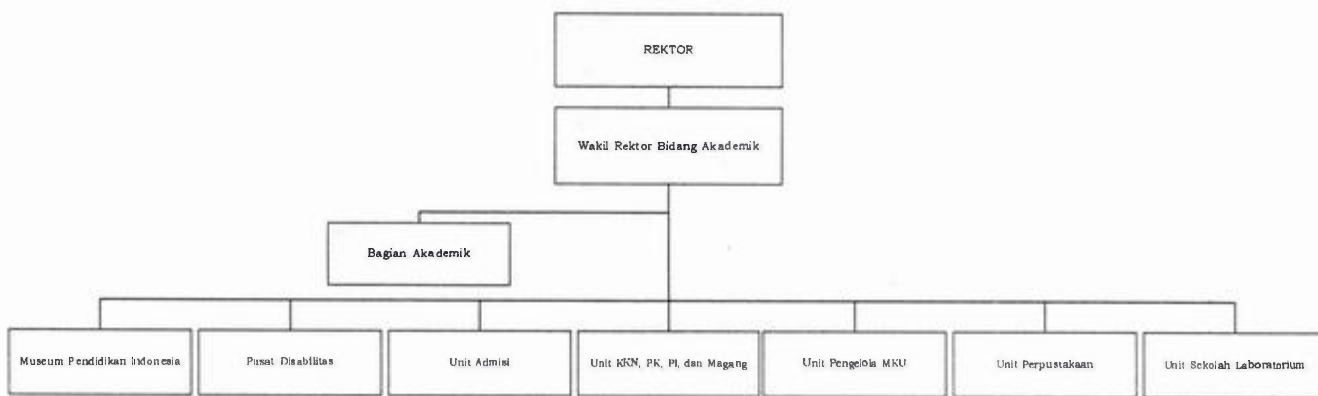 REKTOR
Wakil Rektor Bidang Akademik
Bagian Akademik
Museum Pendidikan Indonesia
Pusat Disabilitas
Unit Admisi
Unit KKN, PK, PI, dan Magang
Unit Pengelola MKU
Unit Perpustakaan
Unit Sekolah Laboratorium